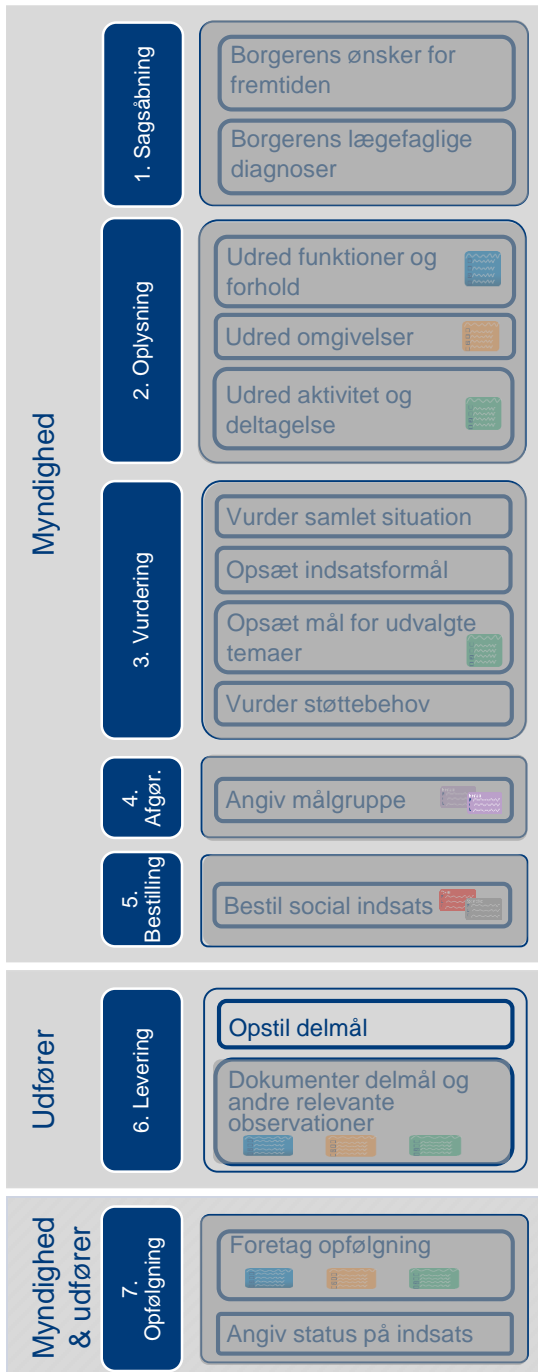 Myndighed
1. Sagsåbning
Borgerens ønsker for
fremtiden
Borgerens lægefaglige
diagnoser
2. Oplysning
Udred funktioner og
forhold
Udred omgivelser
Udred aktivitet og
deltagelse
3. Vurdering
Vurder samlet situation
Opsæt indsatsformål
Opsæt mål for udvalgte
temaer
Vurder støttebehov
4.
Afgør.
Angiv målgruppe
5.
Bestilling
Bestil social indsats
Udfører
6. Levering
Opstil delmål
Dokumenter delmål og
andre relevante
observationer
Myndighed
& udfører
7.
Opfølgning
Foretag opfølgning
Angiv status på indsats